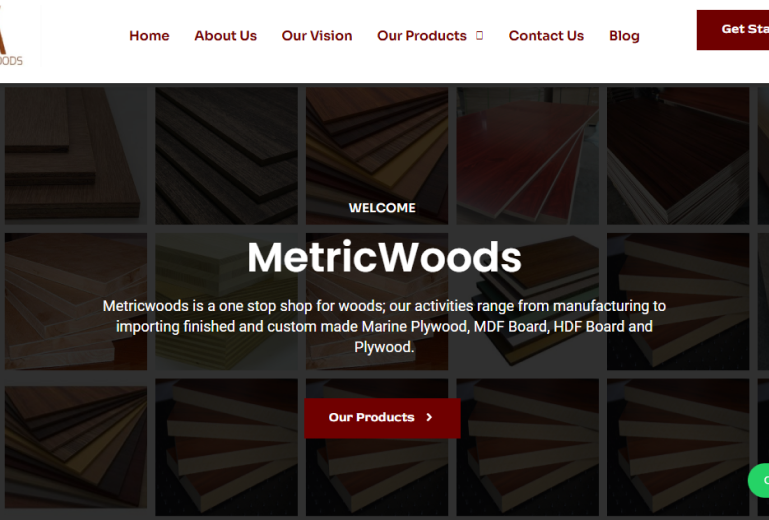 Home About Us Our Vision Our Products Contact Us Blog
Get Sta
OODS
WELCOME
MetricWoods
Metricwoods is a one stop shop for woods; our activities range from manufacturing to
importing finished and custom made Marine Plywood, MDF Board, HDF Board and
Plywood.
Our Products